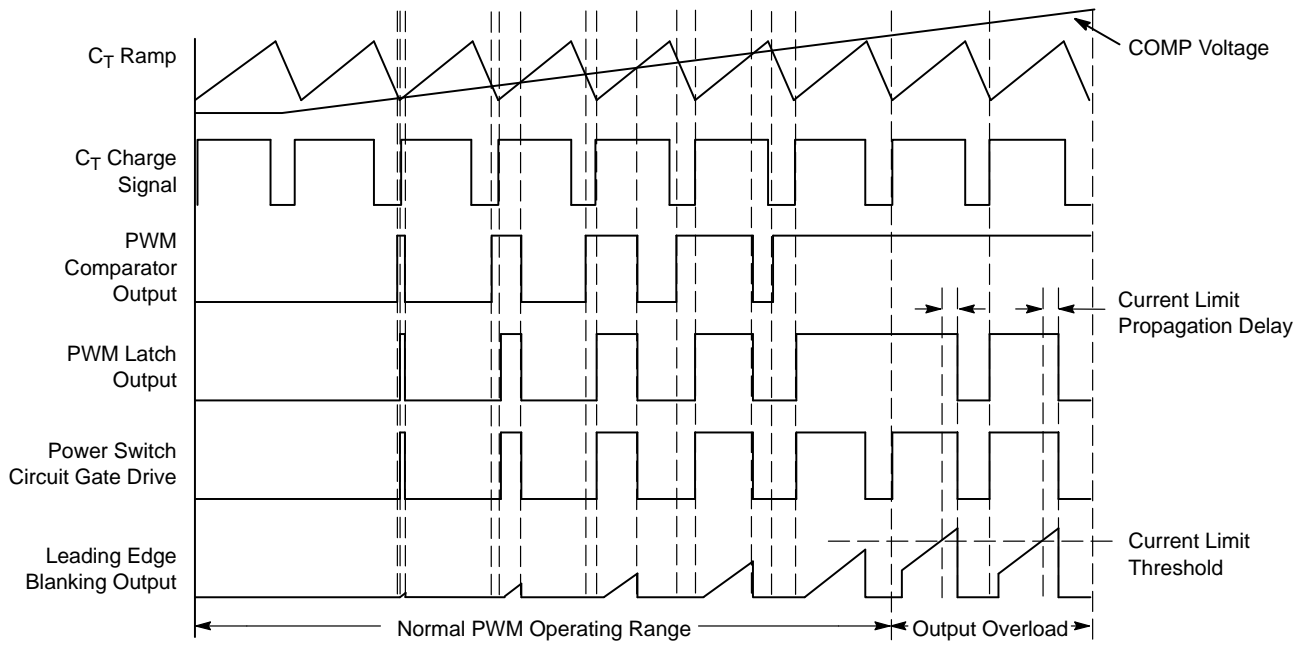 C_T Ramp
COMP Voltage
C_T Charge
Signal
PWM
Comparator
Output
Current Limit
Propagation Delay
PWM Latch
Output
Power Switch
Circuit Gate Drive
Leading Edge
Blanking Output
Current Limit
Threshold
Normal PWM Operating Range
Output Overload